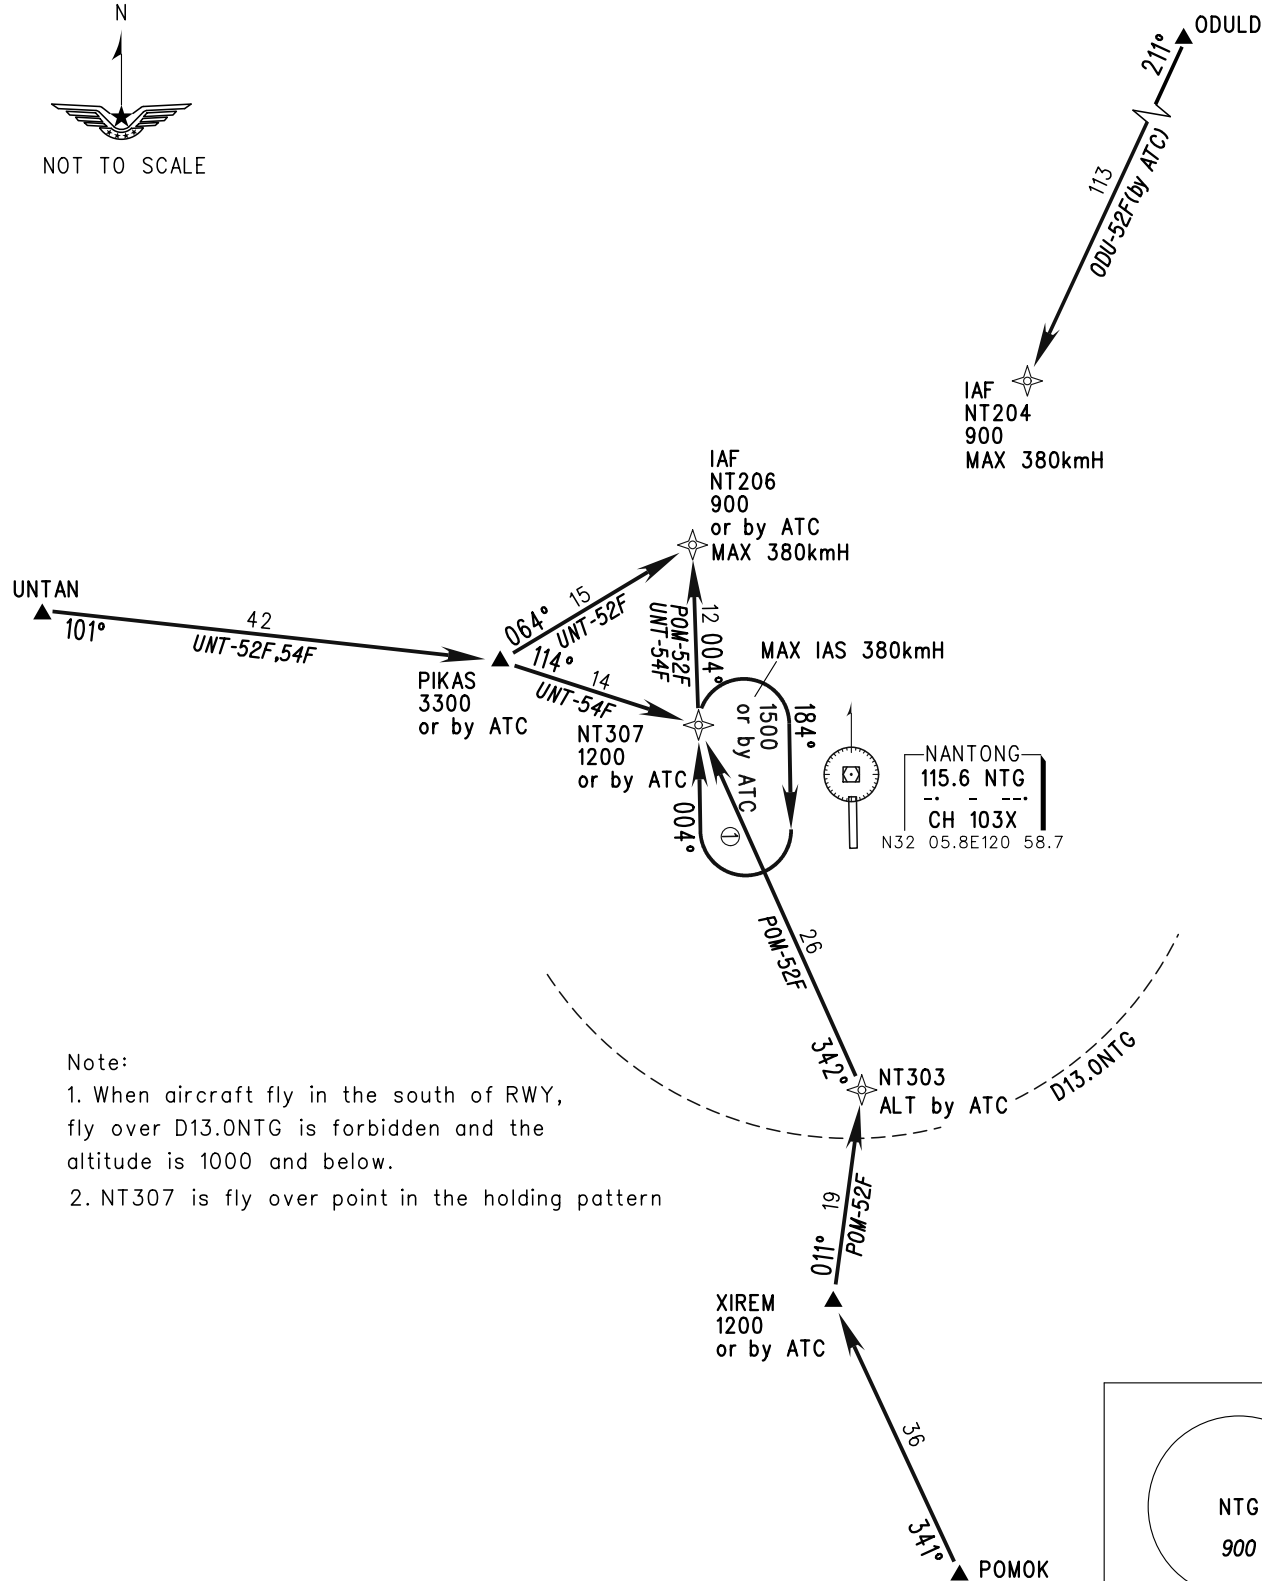 N
NOT TO SCALE
ODULD
211°
113
ODU-52F(by ATC)
IAF
NT204
900
MAX 380kmH
IAF
NT206
900
or by ATC
MAX 380kmH
UNTAN
101°
42
UNT-52F,54F
064°
15
UNT-52F
114°
14
UNT-54F
PIKAS
3300
or by ATC
12 004°
POM-52F
UNT-54F
NT307
1200
or by ATC
MAX IAS 380kmH
184°
1500
or by ATC
004°
1
NANTONG
115.6 NTG
CH 103X
N32 05.8E120 58.7
26
POM-52F
342°
NT303
ALT by ATC
D13.0NTG
Note:
1. When aircraft fly in the south of RWY,
fly over D13.0NTG is forbidden and the
altitude is 1000 and below.
2. NT307 is fly over point in the holding pattern
19
POM-52F
011°
XIREM
1200
or by ATC
36
341°
POMOK
NTG
900